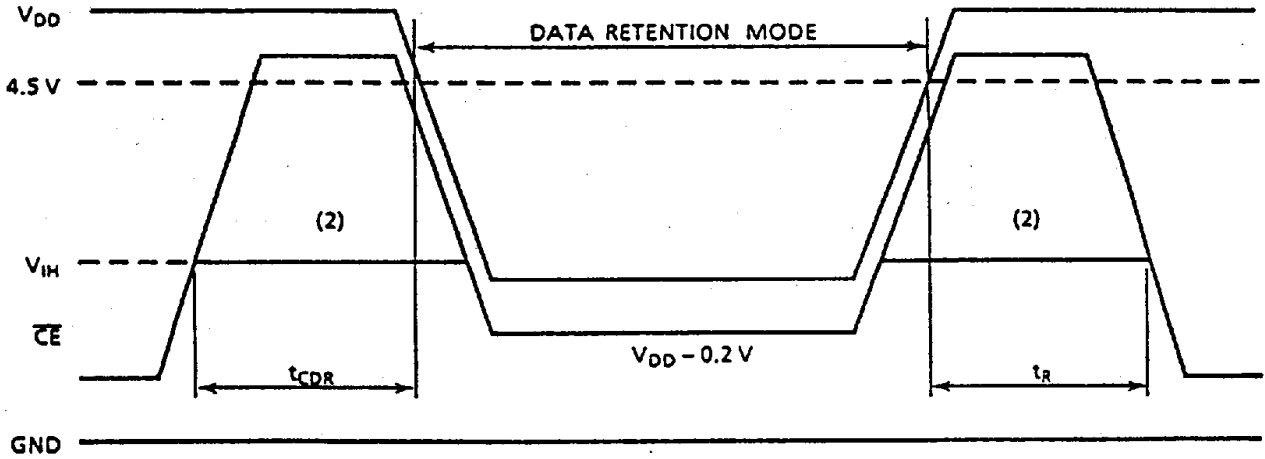 VDD
DATA RETENTION MODE
4.5 V
(2)
(2)
VIH
CE
VDD – 0.2 V
tCDR
tR
GND